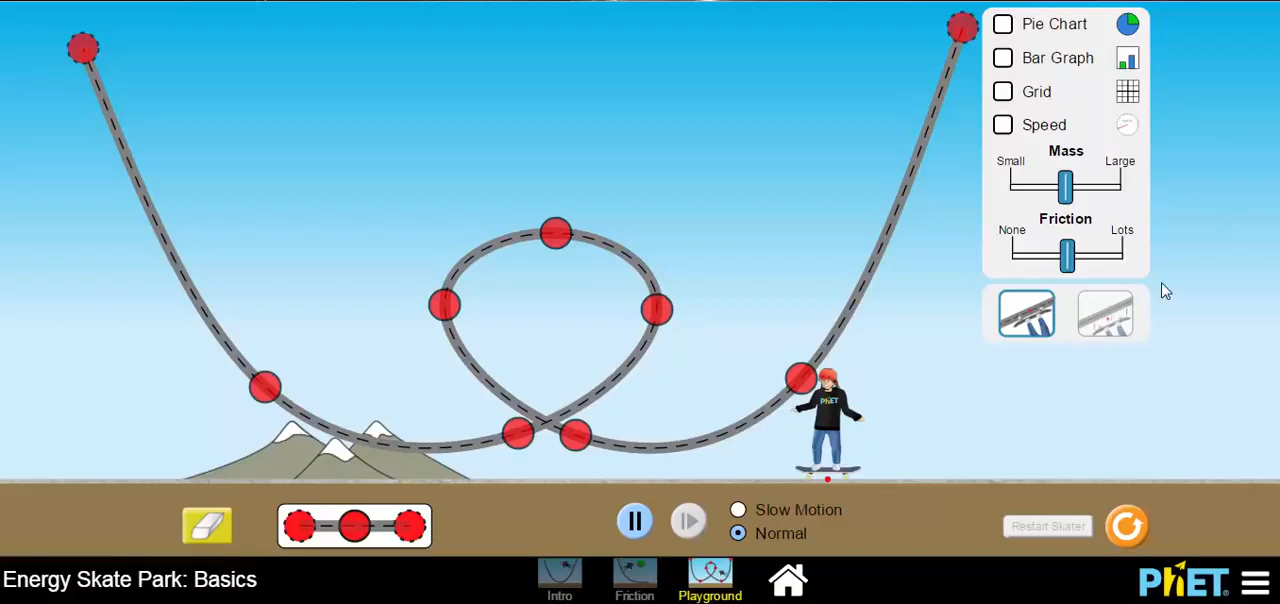 Pie Chart
Bar Graph
Grid
Speed
Mass
Small Large
Friction
None Lots
PhET
Slow Motion
Normal
Restart Skater
Energy Skate Park: Basics
Intro
Friction
Playground
PhET